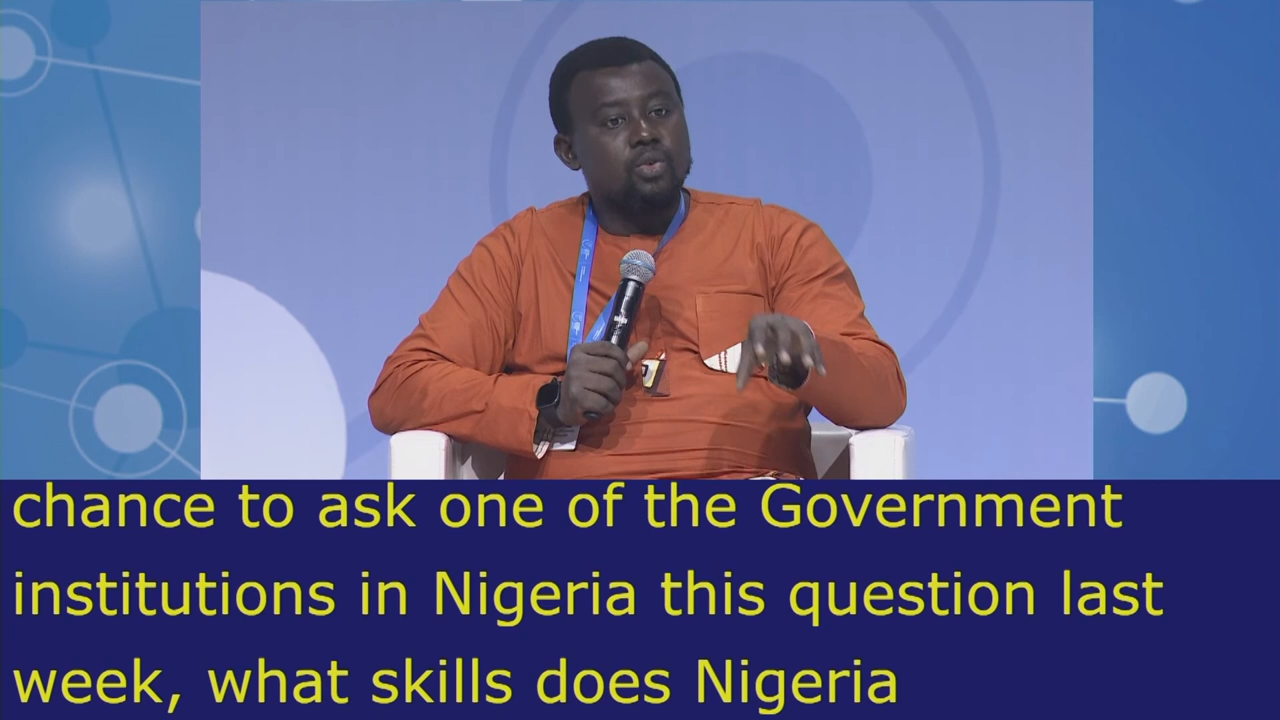 chance to ask one of the Government
institutions in Nigeria this question last
week, what skills does Nigeria